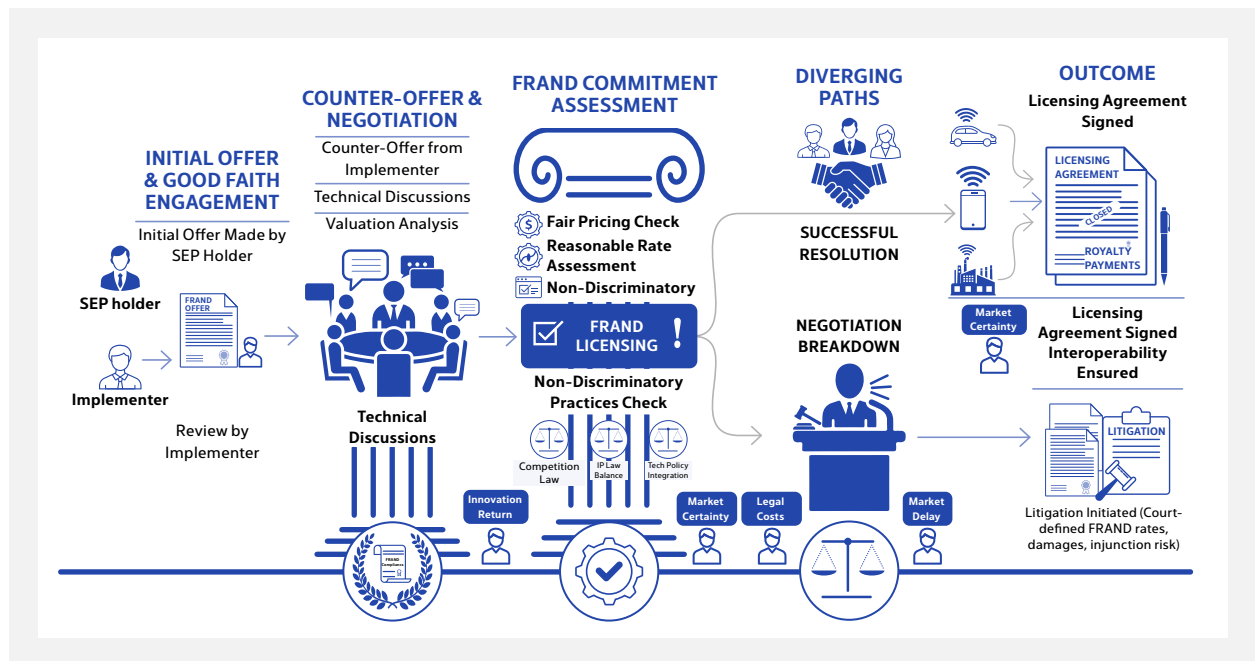 INITIAL OFFER
& GOOD FAITH
ENGAGEMENT
Initial Offer Made by
SEP Holder
SEP holder
FRAND
OFFER
Implementer
Review by
Implementer
COUNTER-OFFER &
NEGOTIATION
Counter-Offer from
Implementer
Technical Discussions
Valuation Analysis
Technical
Discussions
FRAND
Compliance
Innovation
Return
FRAND COMMITMENT
ASSESSMENT
$
Fair Pricing Check
Reasonable Rate
Assessment
Non-Discriminatory
FRAND
LICENSING
!
Non-Discriminatory
Practices Check
Competition
Law
IP Law
Balance
Tech Policy
Integration
Market
Certainty
Legal
Costs
DIVERGING
PATHS
SUCCESSFUL
RESOLUTION
NEGOTIATION
BREAKDOWN
Market
Delay
OUTCOME
Licensing Agreement
Signed
LICENSING
AGREEMENT
CLOSED
ROYALTY
PAYMENTS
Market
Certainty
Licensing
Agreement Signed
Interoperability
Ensured
LITIGATION
Litigation Initiated (Court-
defined FRAND rates,
damages, injunction risk)